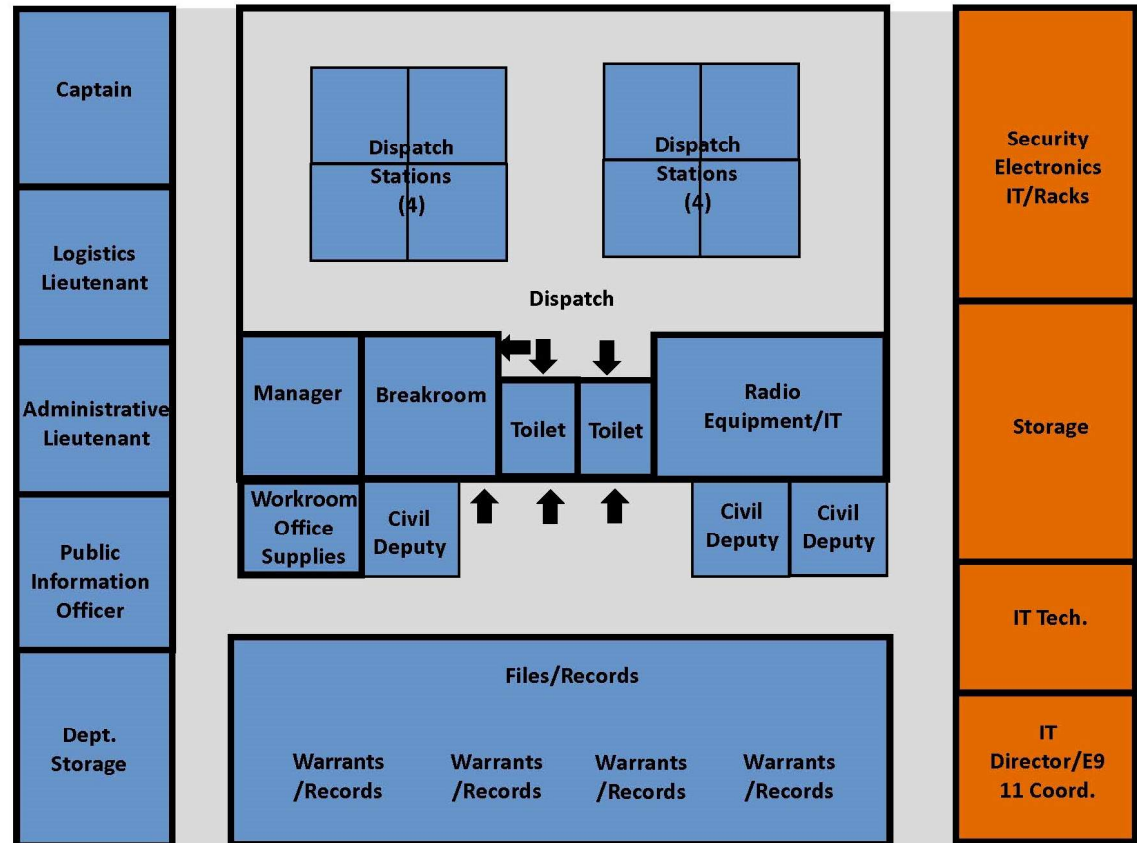 Captain
Logistics
Lieutenant
Administrative
Lieutenant
Public
Information
Officer
Dept.
Storage
Dispatch
Stations
(4)
Dispatch
Stations
(4)
Dispatch
Manager
Breakroom
Toilet
Toilet
Radio
Equipment/IT
Workroom
Office
Supplies
Civil
Deputy
Civil
Deputy
Civil
Deputy
Files/Records
Warrants
/Records
Warrants
/Records
Warrants
/Records
Warrants
/Records
Security
Electronics
IT/Racks
Storage
IT Tech.
IT
Director/E9
11 Coord.